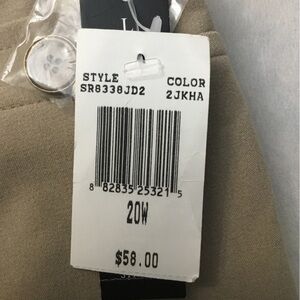 STYLE COLOR
SR8338JD2 2JKHA
8 82835 25321 5
20W
$58.00